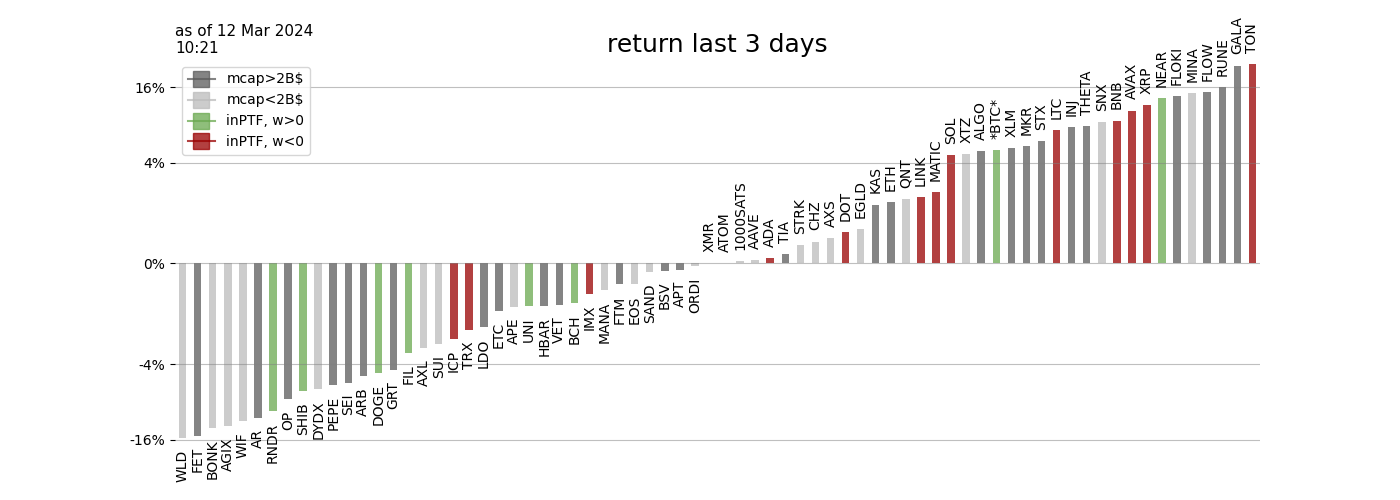 as of 12 Mar 2024
10:21
return last 3 days
mcap>2B$
mcap<2B$
inPTF, w>0
inPTF, w<0
16%
4%
0%
-4%
-16%
WLD
FET
BONK
AGIX
WIF
AR
RNDR
OP
SHIB
DYDX
PEPE
SEI
ARB
DOGE
GRT
FIL
AXL
SUI
ICP
TRX
LDO
ETC
APE
UNI
HBAR
VET
BCH
IMX
MANA
FTM
EOS
SAND
BSV
APT
ORDI
XMR
ATOM
1000SATS
AAVE
ADA
TIA
STRK
CHZ
AXS
DOT
EGLD
KAS
ETH
QNT
LINK
MATIC
SOL
XTZ
ALGO
*BTC*
XLM
MKR
STX
LTC
INJ
THETA
SNX
BNB
AVAX
XRP
NEAR
FLOKI
MINA
FLOW
RUNE
GALA
TON